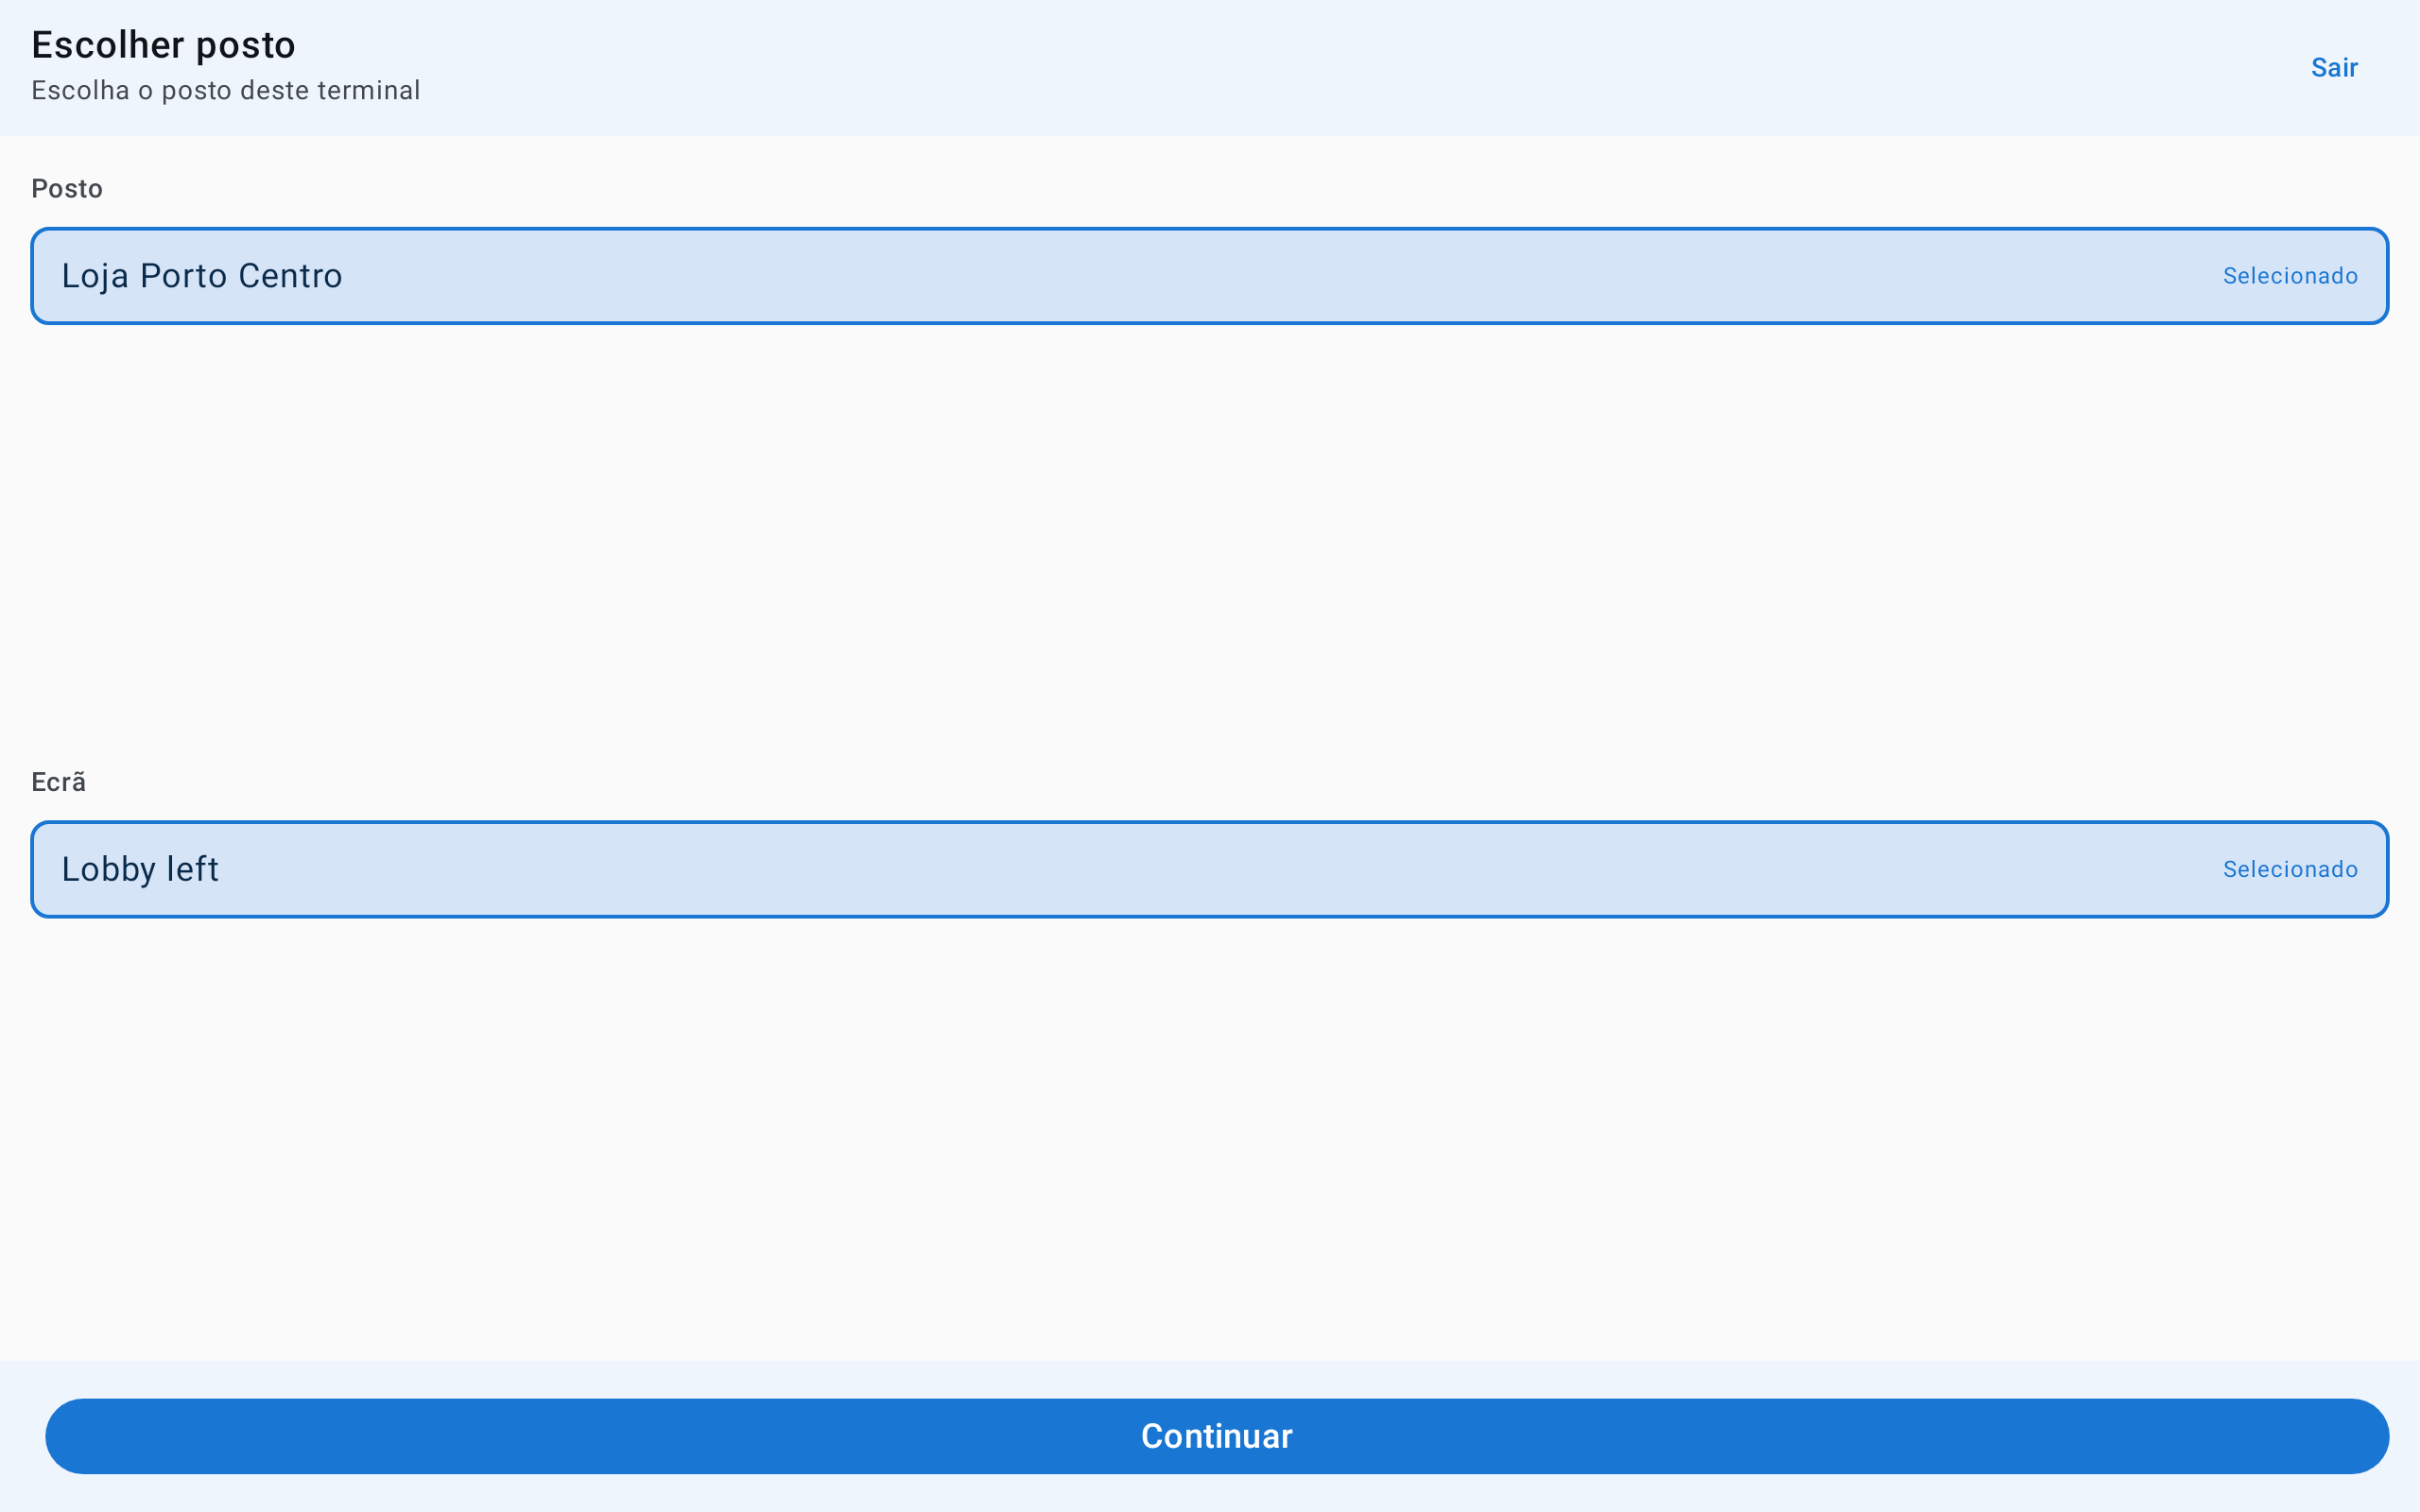 Escolher posto
Escolha o posto deste terminal
Sair
Posto
Loja Porto Centro
Selecionado
Ecrã
Lobby left
Selecionado
Continuar